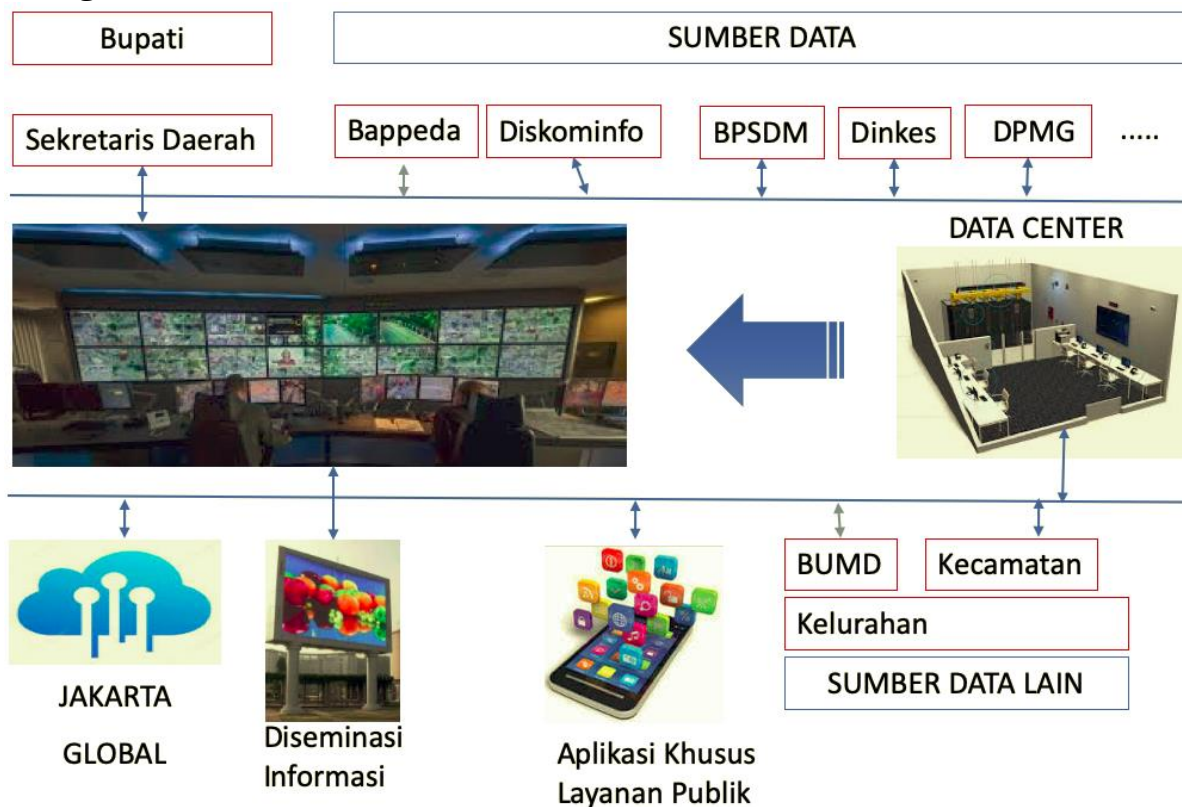 Bupati
SUMBER DATA
Sekretaris Daerah
Bappeda
Diskominfo
BPSDM
Dinkes
DPMG
.....
DATA CENTER
BUMD
Kecamatan
Kelurahan
SUMBER DATA LAIN
JAKARTA
GLOBAL
Diseminasi
Informasi
Aplikasi Khusus
Layanan Publik